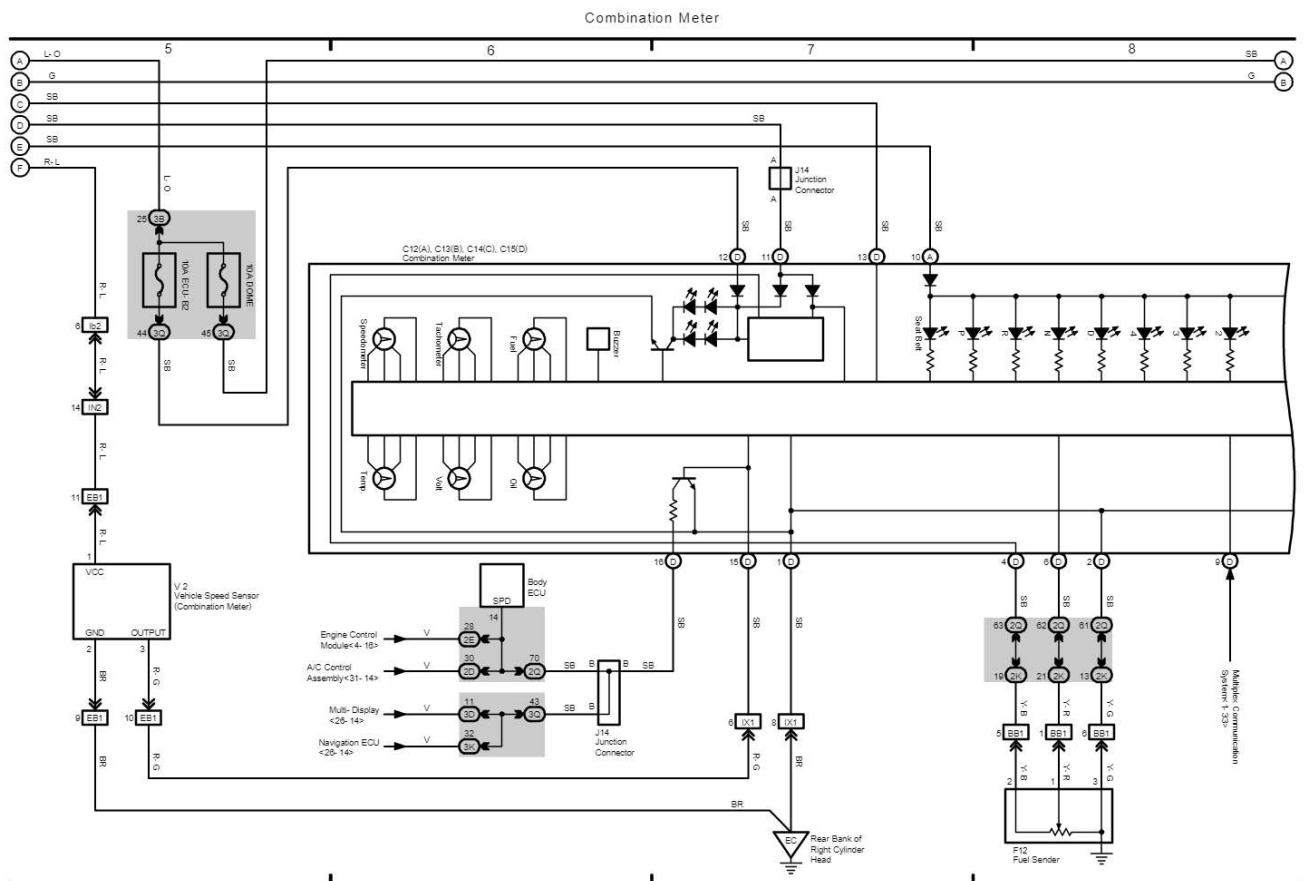 Combination Meter
5 6 7 8
A L-O SB A
B G G B
C SB
D SB SB
E SB
F R-L
A
J14
Junction
Connector
A
L-O
SB SB SB SB
25 3B
C12(A), C13(B), C14(C), C15(D)
Combination Meter
12 D 11 D 13 D 10 A
10A ECU-B2
10A DOME
R-L
6 Ib2
44 3Q 45 3Q
SB SB
Speedometer
Tachometer
Fuel
Buzzer
Seat Belt
P
R
N
D
4
3
2
R-L
14 IN2
R-L
11 EB1
R-L
Temp.
Volt
Oil
1
VCC
V 2
Vehicle Speed Sensor
(Combination Meter)
GND OUTPUT
2 3
BR R-G
9 EB1 10 EB1
BR R-G
16 D 15 D 1 D 4 D 6 D 2 D 9 D
Body
ECU
SPD
14
Engine Control
Module<4-16>
V 28 2E
A/C Control
Assembly<31-14>
V 30 2D 70 2Q SB B B SB
Multi-Display
<26-14>
V 11 3D 43 3Q SB B
Navigation ECU
<26-14>
V 32 3K
J14
Junction
Connector
SB SB SB
6 IX1 8 IX1
R-G BR
BR
EC
Rear Bank of
Right Cylinder
Head
SB SB SB
63 2Q 62 2Q 61 2Q
19 2K 21 2K 13 2K
Y-B Y-R Y-G
5 BB1 1 BB1 6 BB1
Y-B Y-R Y-G
2 1 3
F12
Fuel Sender
Multiplex Communication
System<1-33>